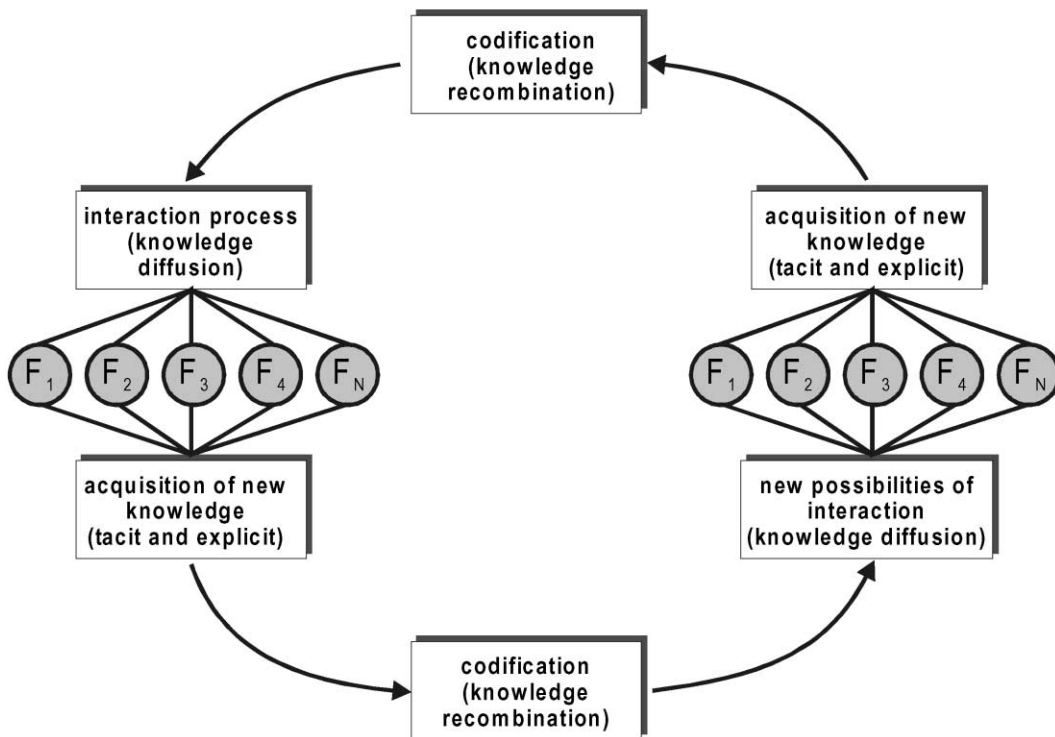 codification
(knowledge
recombination)
interaction process
(knowledge
diffusion)
acquisition of new
knowledge
(tacit and explicit)
F1 F2 F3 F4 FN
F1 F2 F3 F4 FN
acquisition of new
knowledge
(tacit and explicit)
new possibilities of
interaction
(knowledge diffusion)
codification
(knowledge
recombination)